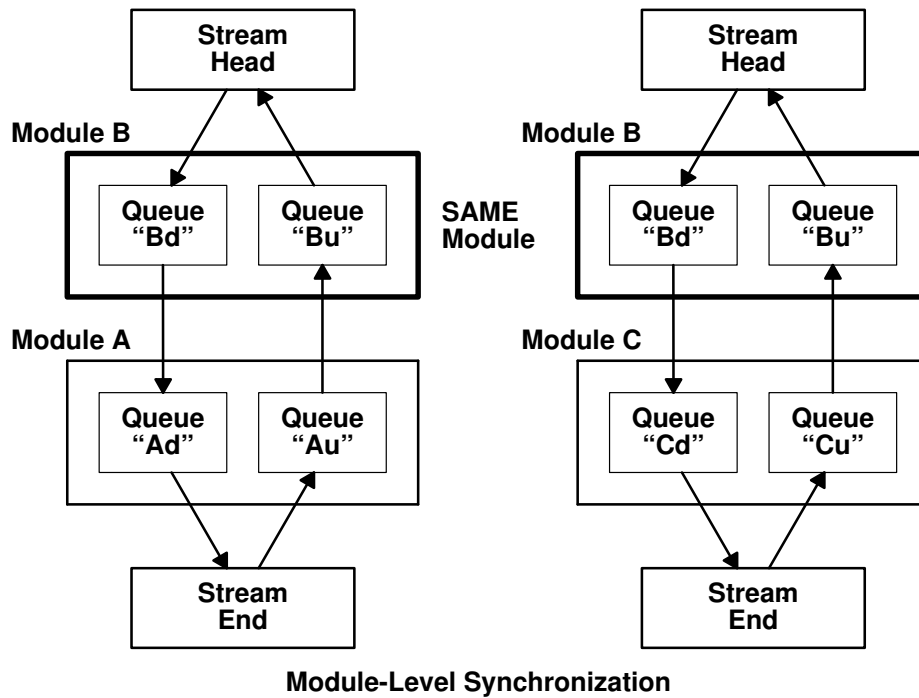 Stream
Head
Module B
Queue
“Bd”
Queue
“Bu”
Module A
Queue
“Ad”
Queue
“Au”
Stream
End
SAME
Module
Stream
Head
Module B
Queue
“Bd”
Queue
“Bu”
Module C
Queue
“Cd”
Queue
“Cu”
Stream
End
Module-Level Synchronization